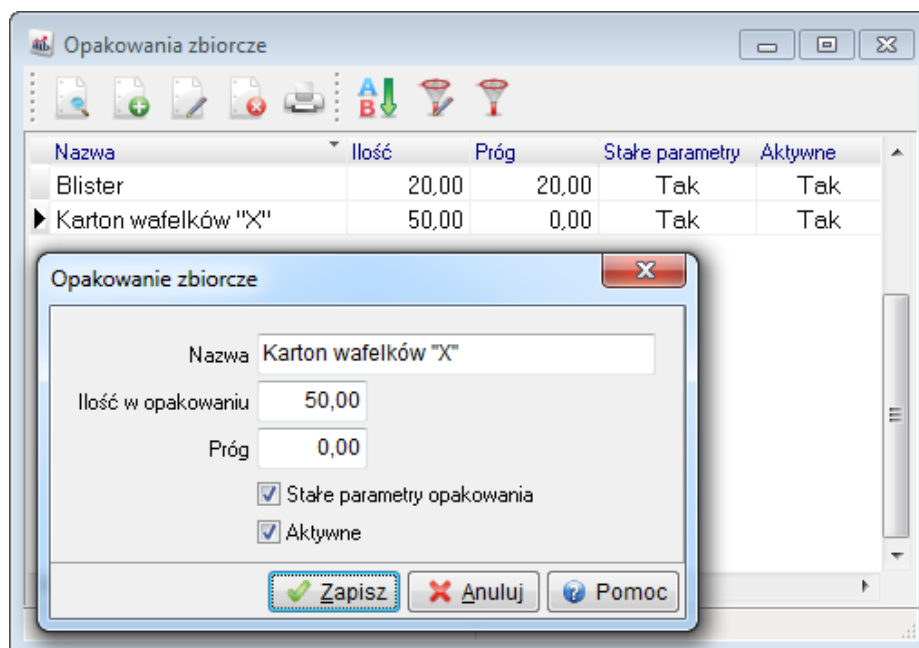 Opakowania zbiorcze
A
B
Nazwa Ilość Próg Stałe parametry Aktywne
Blister 20,00 20,00 Tak Tak
Karton wafelków "X" 50,00 0,00 Tak Tak
Opakowanie zbiorcze
Nazwa Karton wafelków "X"
Ilość w opakowaniu 50,00
Próg 0,00
Stałe parametry opakowania
Aktywne
Zapisz Anuluj Pomoc